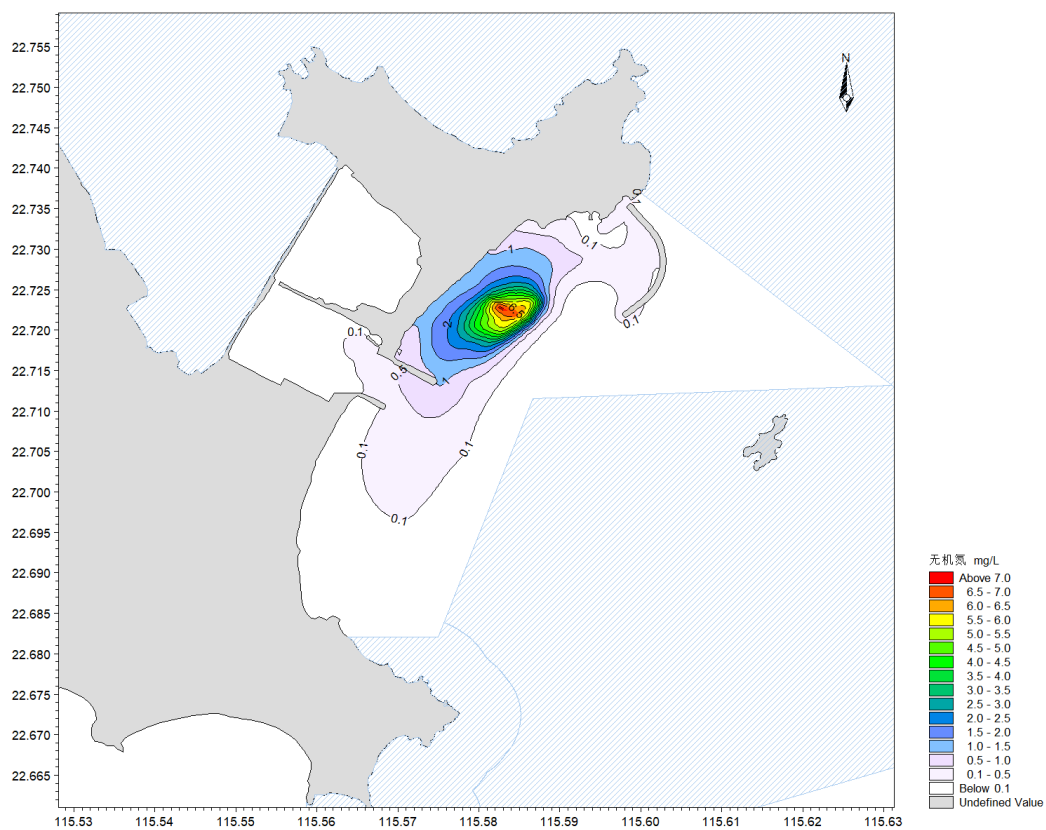 N
22.755
22.750
22.745
22.740
22.735
22.730
22.725
22.720
22.715
22.710
22.705
22.700
22.695
22.690
22.685
22.680
22.675
22.670
22.665
0.1
0.1
1
2
0.1
0.1
0.5
1
0.1
0.1
0.1
115.53
115.54
115.55
115.56
115.57
115.58
115.59
115.60
115.61
115.62
115.63
无机氮 mg/L
Above 7.0
6.5 - 7.0
6.0 - 6.5
5.5 - 6.0
5.0 - 5.5
4.5 - 5.0
4.0 - 4.5
3.5 - 4.0
3.0 - 3.5
2.5 - 3.0
2.0 - 2.5
1.5 - 2.0
1.0 - 1.5
0.5 - 1.0
0.1 - 0.5
Below 0.1
Undefined Value